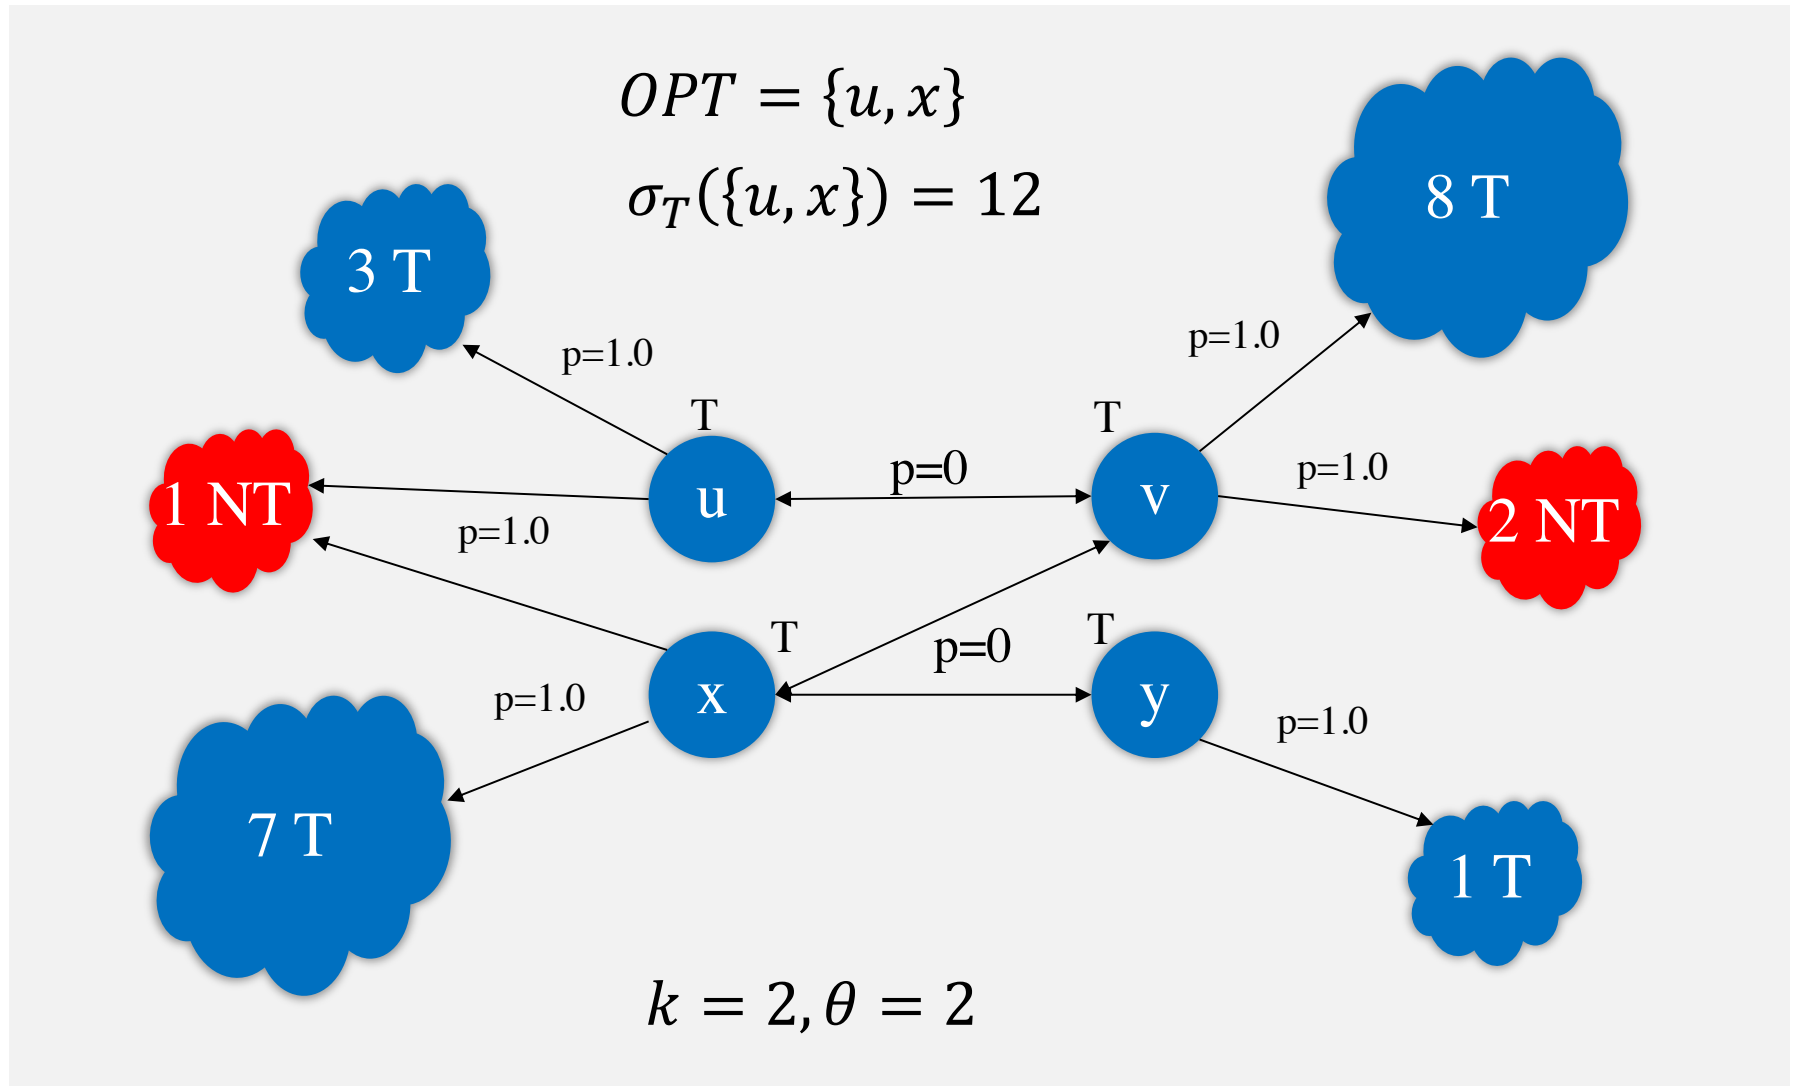 OPT = {u, x}
σ_T({u, x}) = 12
8 T
3 T
p=1.0
p=1.0
T
T
1 NT
u
p=0
v
p=1.0
2 NT
p=1.0
T
T
x
p=0
y
p=1.0
p=1.0
7 T
1 T
k = 2, θ = 2